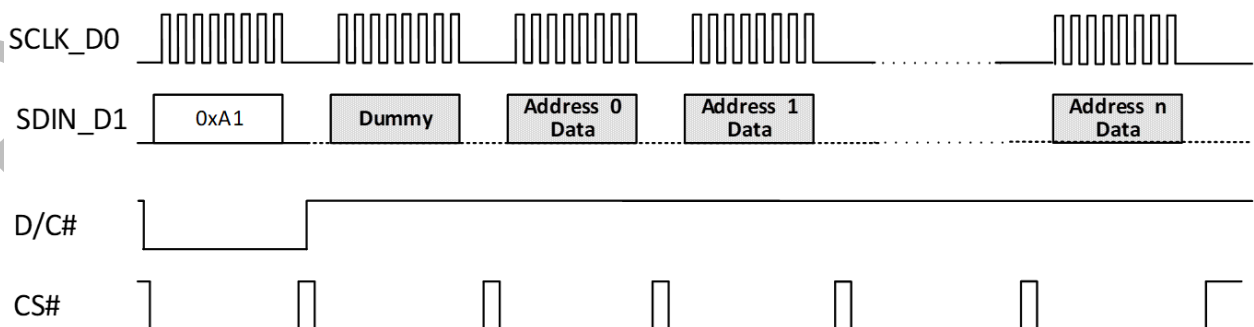 SCLK_D0
SDIN_D1
0xA1
Dummy
Address 0
Data
Address 1
Data
Address n
Data
D/C#
CS#